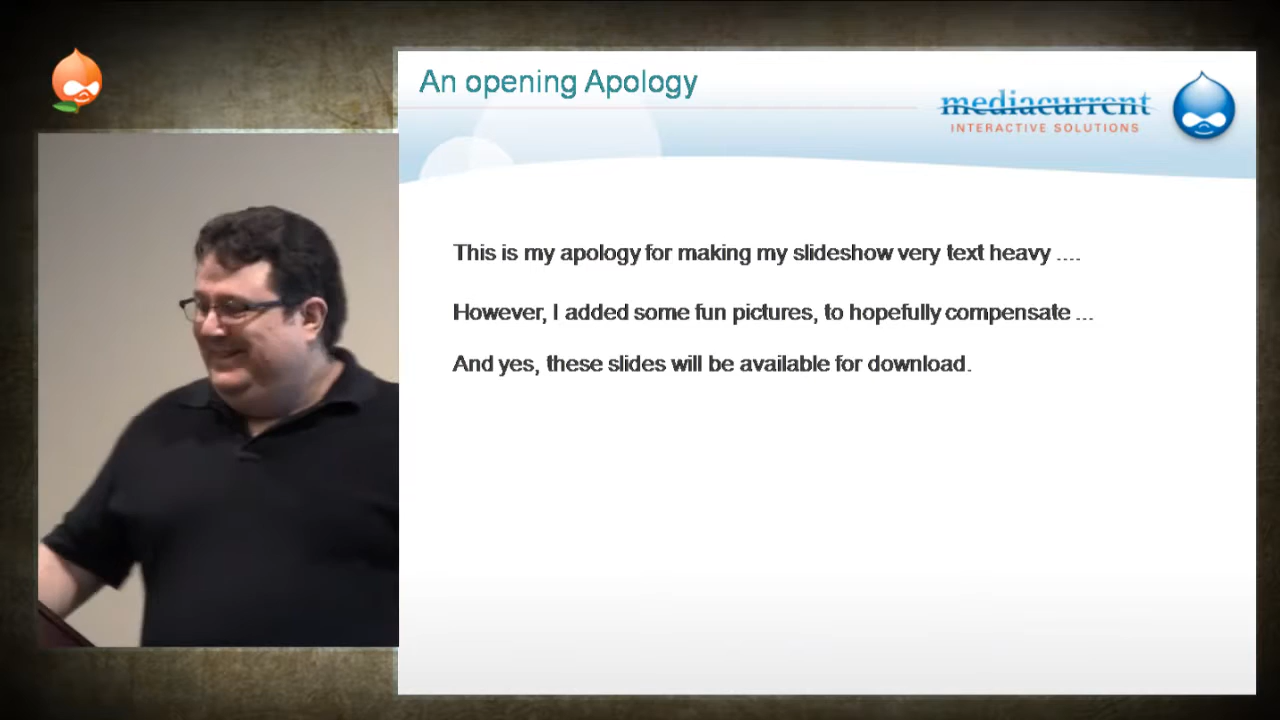 An opening Apology
mediacurrent
INTERACTIVE SOLUTIONS
This is my apology for making my slideshow very text heavy ....
However, I added some fun pictures, to hopefully compensate ...
And yes, these slides will be available for download.